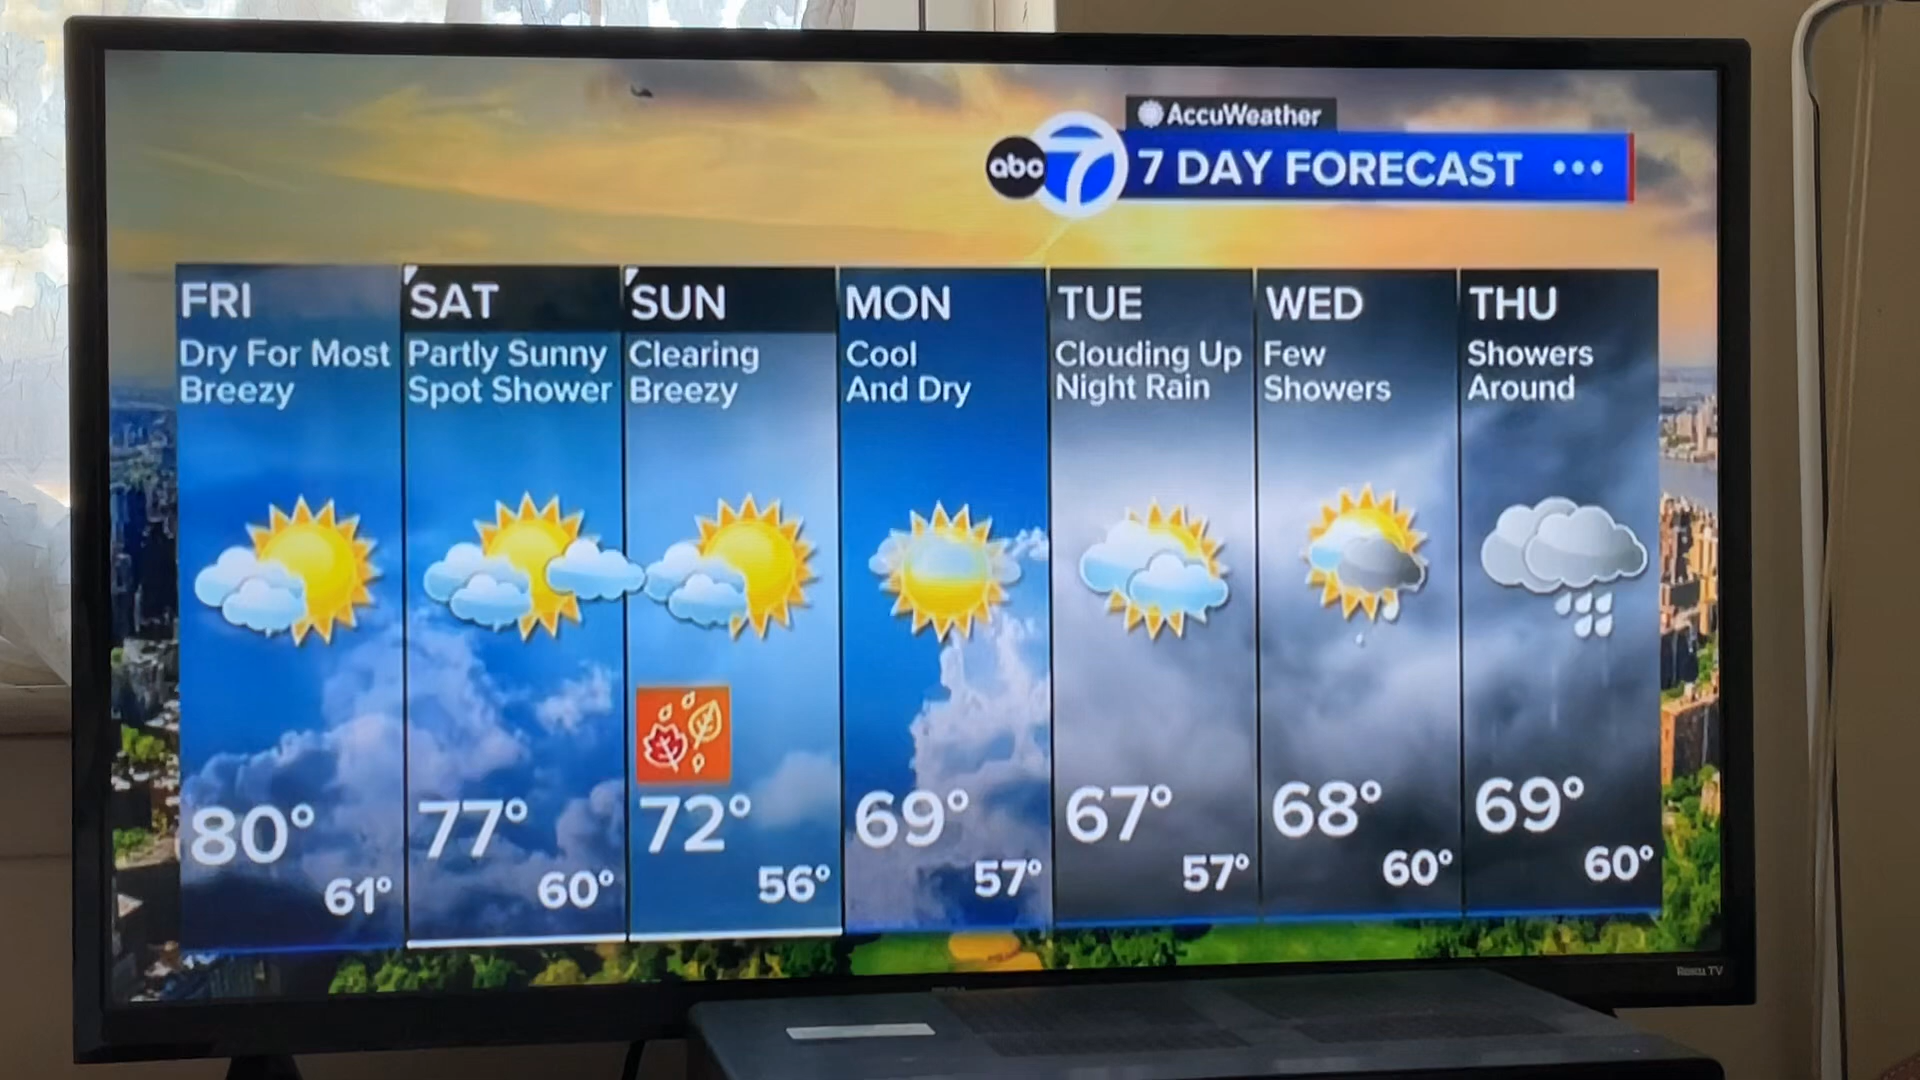 AccuWeather
abc 7 7 DAY FORECAST
FRI
Dry For Most
Breezy
80°
61°
SAT
Partly Sunny
Spot Shower
77°
60°
SUN
Clearing
Breezy
72°
56°
MON
Cool
And Dry
69°
57°
TUE
Clouding Up
Night Rain
67°
57°
WED
Few
Showers
68°
60°
THU
Showers
Around
69°
60°
Roku TV